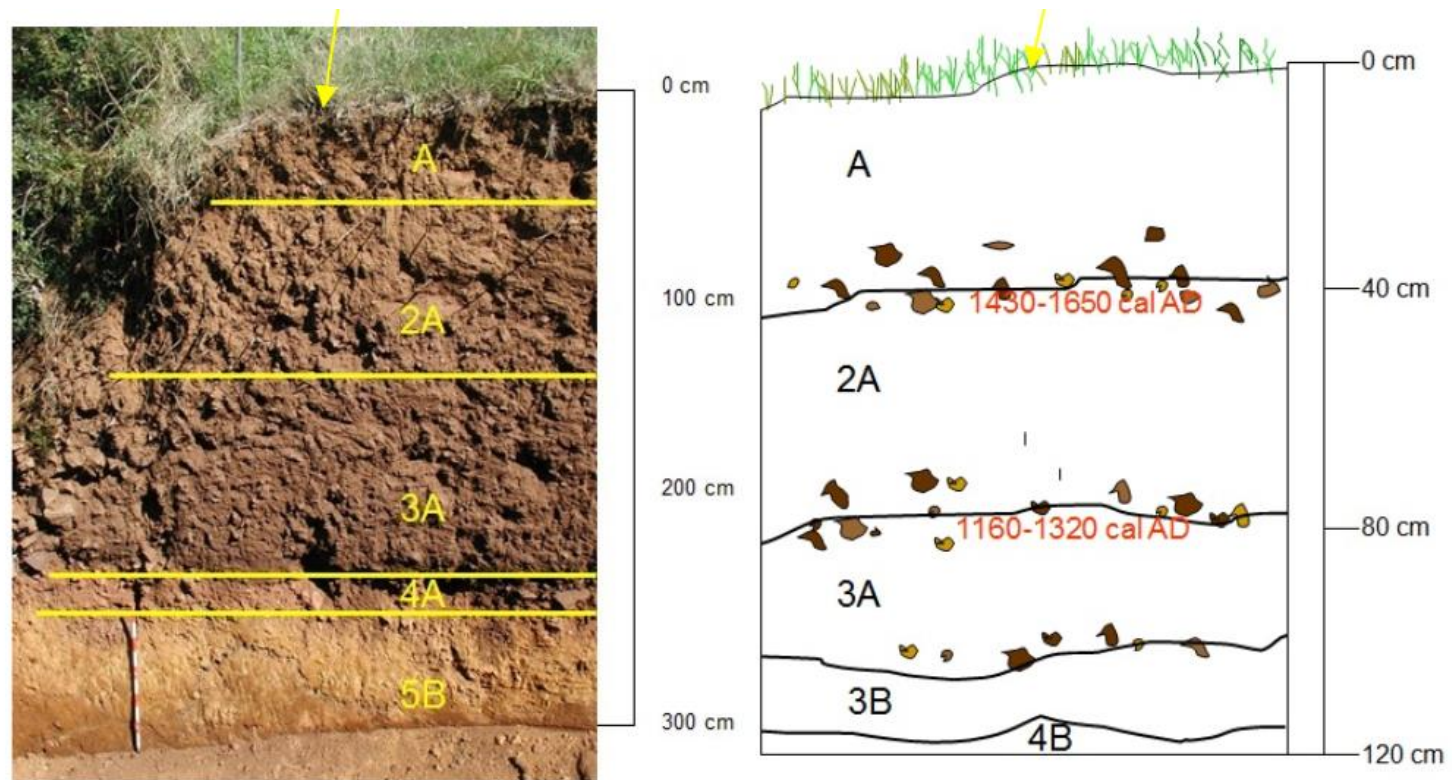 0 cm
A
2A
100 cm
200 cm
3A
4A
5B
300 cm
0 cm
A
40 cm
1430-1650 cal AD
2A
80 cm
1160-1320 cal AD
3A
3B
4B
120 cm